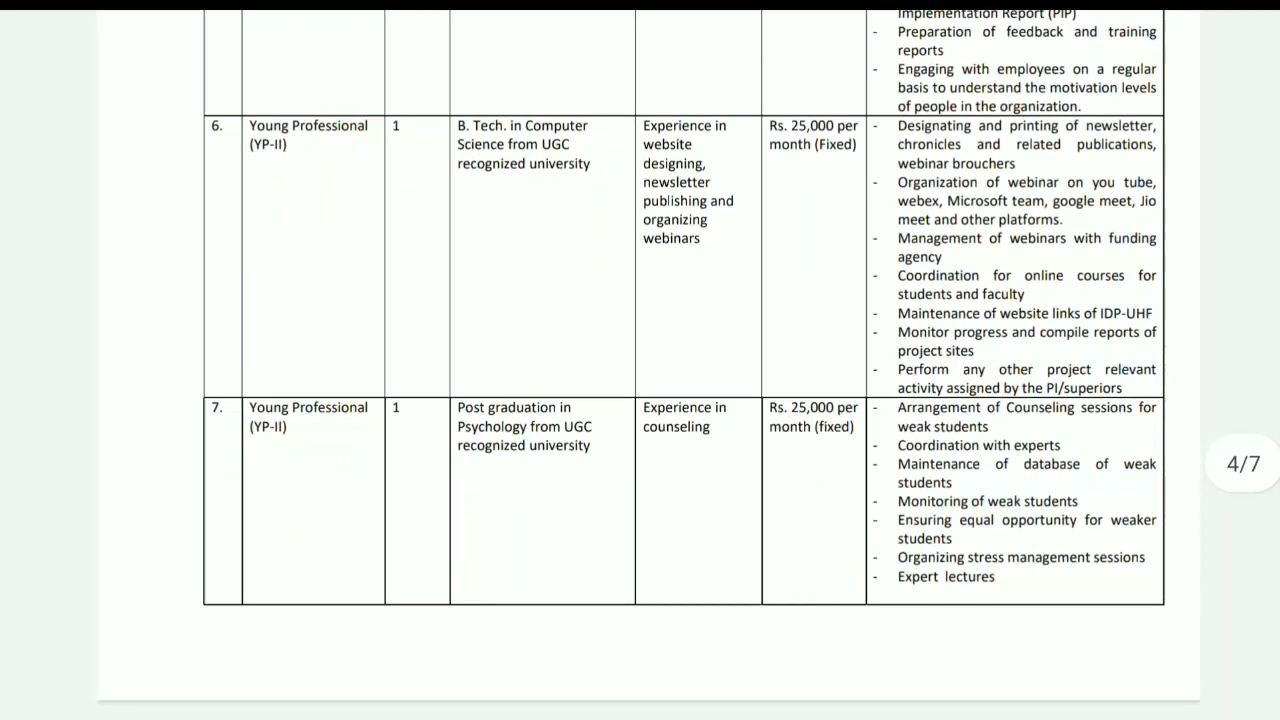 Implementation Report (PIP)
- Preparation of feedback and training
reports
- Engaging with employees on a regular
basis to understand the motivation levels
of people in the organization.
6.
Young Professional
(YP-II)
1
B. Tech. in Computer
Science from UGC
recognized university
Experience in
website
designing,
newsletter
publishing and
organizing
webinars
Rs. 25,000 per
month (Fixed)
- Designating and printing of newsletter,
chronicles and related publications,
webinar brouchers
- Organization of webinar on you tube,
webex, Microsoft team, google meet, Jio
meet and other platforms.
- Management of webinars with funding
agency
- Coordination for online courses for
students and faculty
- Maintenance of website links of IDP-UHF
- Monitor progress and compile reports of
project sites
- Perform any other project relevant
activity assigned by the PI/superiors
7.
Young Professional
(YP-II)
1
Post graduation in
Psychology from UGC
recognized university
Experience in
counseling
Rs. 25,000 per
month (fixed)
- Arrangement of Counseling sessions for
weak students
- Coordination with experts
- Maintenance of database of weak
students
- Monitoring of weak students
- Ensuring equal opportunity for weaker
students
- Organizing stress management sessions
- Expert lectures
4/7